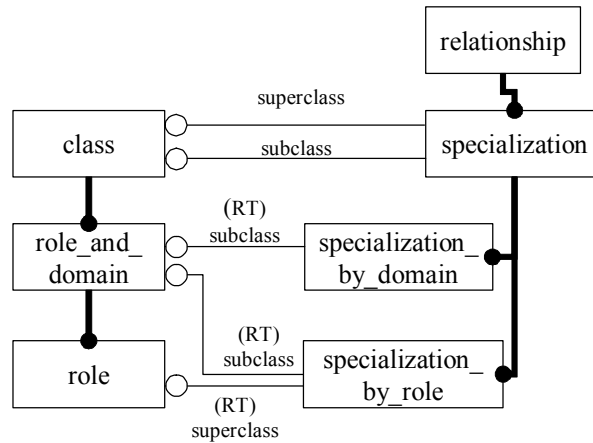 relationship
superclass
class
specialization
subclass
(RT)
subclass
role_and_
domain
specialization_
by_domain
(RT)
subclass
specialization_
by_role
role
(RT)
superclass